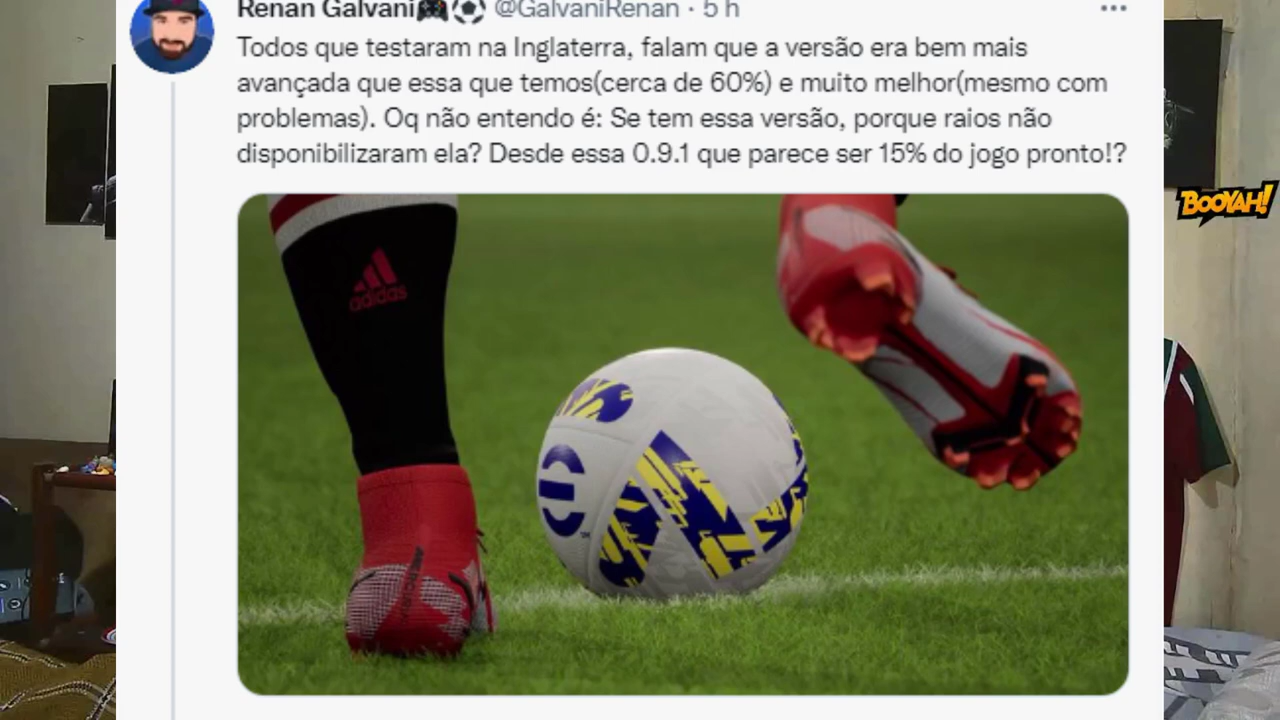 Renan Galvani🎮⚽ @GalvaniRenan · 5 h
Todos que testaram na Inglaterra, falam que a versão era bem mais
avançada que essa que temos(cerca de 60%) e muito melhor(mesmo com
problemas). Oq não entendo é: Se tem essa versão, porque raios não
disponibilizaram ela? Desde essa 0.9.1 que parece ser 15% do jogo pronto!?
BOOYAH!
adidas